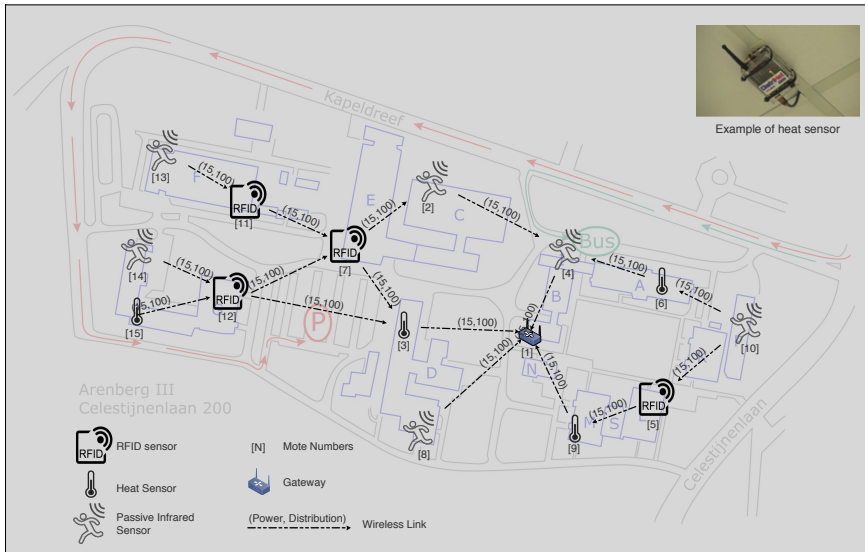 Kapeldreef
Example of heat sensor
[13]
(15,100)
F
RFID
[11]
(15,100)
E
(15,100)
[2]
C
(15,100)
RFID
[7]
Bus
[4]
(15,100)
A
[6]
(15,100)
[14]
(15,100)
RFID
[12]
(15,100)
(15,100)
(15,100)
[15]
G
P
(15,100)
[3]
(15,100)
B
(15,100)
[1]
[10]
(15,100)
D
(15,100)
N
(15,100)
(15,100)
RFID
[5]
M
S
[9]
[8]
Arenberg III
Celestijnenlaan 200
Celestijnenlaan
RFID
RFID sensor
[N]
Mote Numbers
Heat Sensor
Gateway
Passive Infrared
Sensor
(Power, Distribution)
Wireless Link